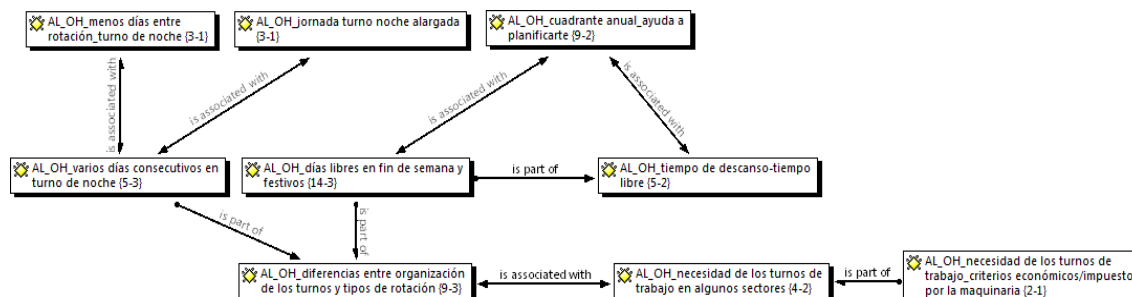 AL_OH_menos días entre
rotación_turno de noche {3-1}
AL_OH_jornada turno noche alargada
{3-1}
AL_OH_cuadrante anual_ayuda a
planificarte {9-2}
is associated with
is associated with
is associated with
is associated with
AL_OH_varios días consecutivos en
turno de noche {5-3}
AL_OH_días libres en fin de semana y
festivos {14-3}
is part of
AL_OH_tiempo de descanso-tiempo
libre {5-2}
is part of
is part of
AL_OH_diferencias entre organización
de los turnos y tipos de rotación {9-3}
is associated with
AL_OH_necesidad de los turnos de
trabajo en algunos sectores {4-2}
is part of
AL_OH_necesidad de los turnos de
trabajo_criterios económicos/impuesto
por la maquinaria {2-1}